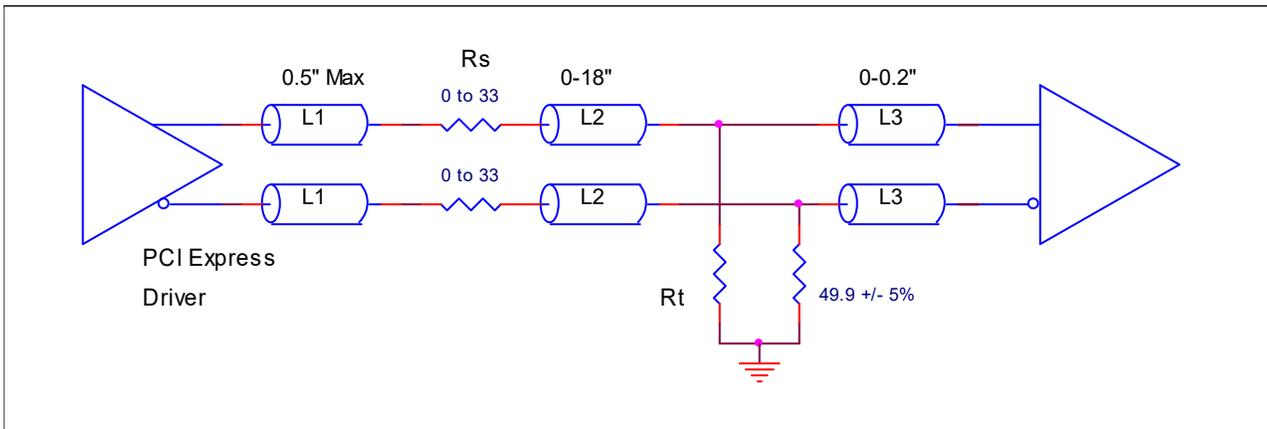 Rs
0.5" Max
0-18"
0-0.2"
0 to 33
L1
L2
L3
0 to 33
L1
L2
L3
PCI Express
Driver
Rt
49.9 +/- 5%